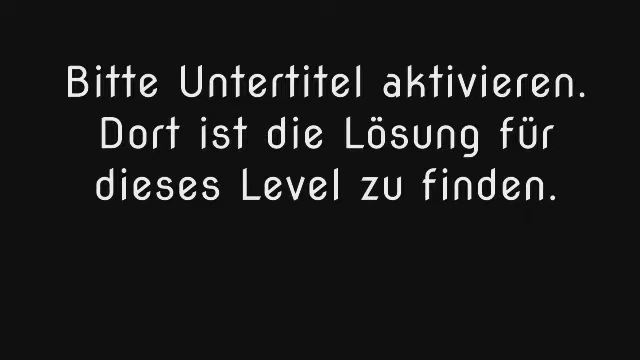 Bitte Untertitel aktivieren.
Dort ist die Lösung für
dieses Level zu finden.